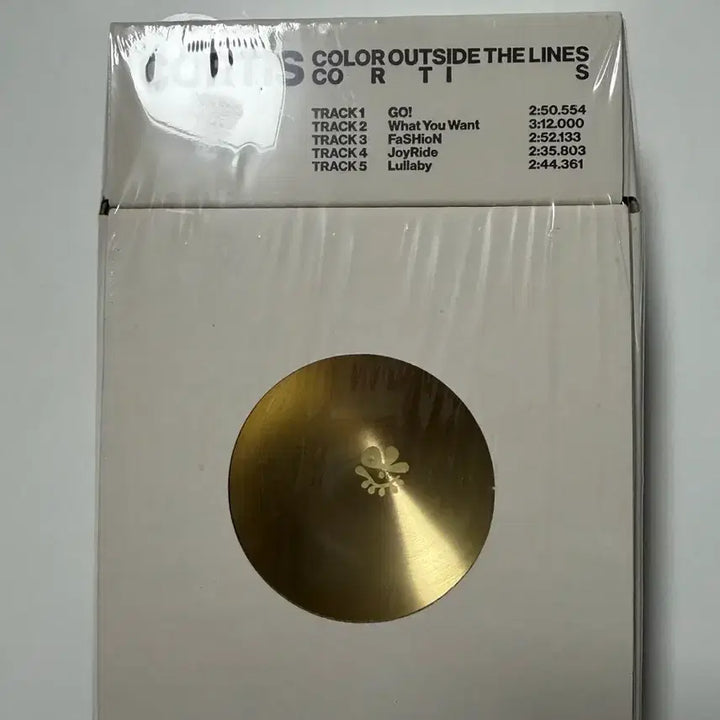 CORTIS
COLOR OUTSIDE THE LINES
CO R T I S
TRACK 1 GO! 2:50.554
TRACK 2 What You Want 3:12.000
TRACK 3 FaSHioN 2:52.133
TRACK 4 JoyRide 2:35.803
TRACK 5 Lullaby 2:44.361